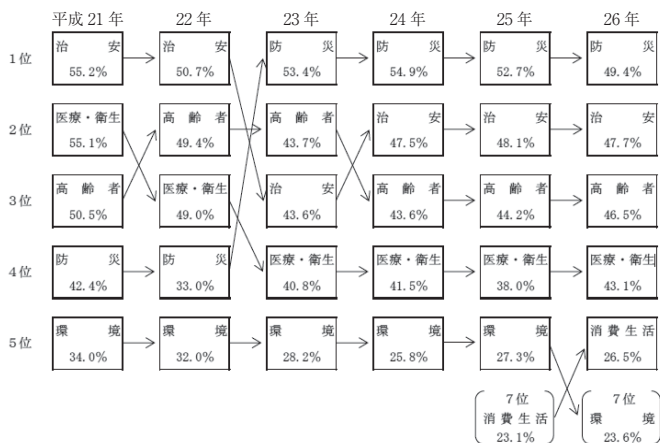 平成21年 22年 23年 24年 25年 26年
1位
治安 治安 防災 防災 防災 防災
55.2% 50.7% 53.4% 54.9% 52.7% 49.4%
2位
医療・衛生 高齢者 高齢者 治安 治安 治安
55.1% 49.4% 43.7% 47.5% 48.1% 47.7%
3位
高齢者 医療・衛生 治安 高齢者 高齢者 高齢者
50.5% 49.0% 43.6% 43.6% 44.2% 46.5%
4位
防災 防災 医療・衛生 医療・衛生 医療・衛生 医療・衛生
42.4% 33.0% 40.8% 41.5% 38.0% 43.1%
5位
環境 環境 環境 環境 環境 消費生活
34.0% 32.0% 28.2% 25.8% 27.3% 26.5%
7位 7位
消費生活 環境
23.1% 23.6%